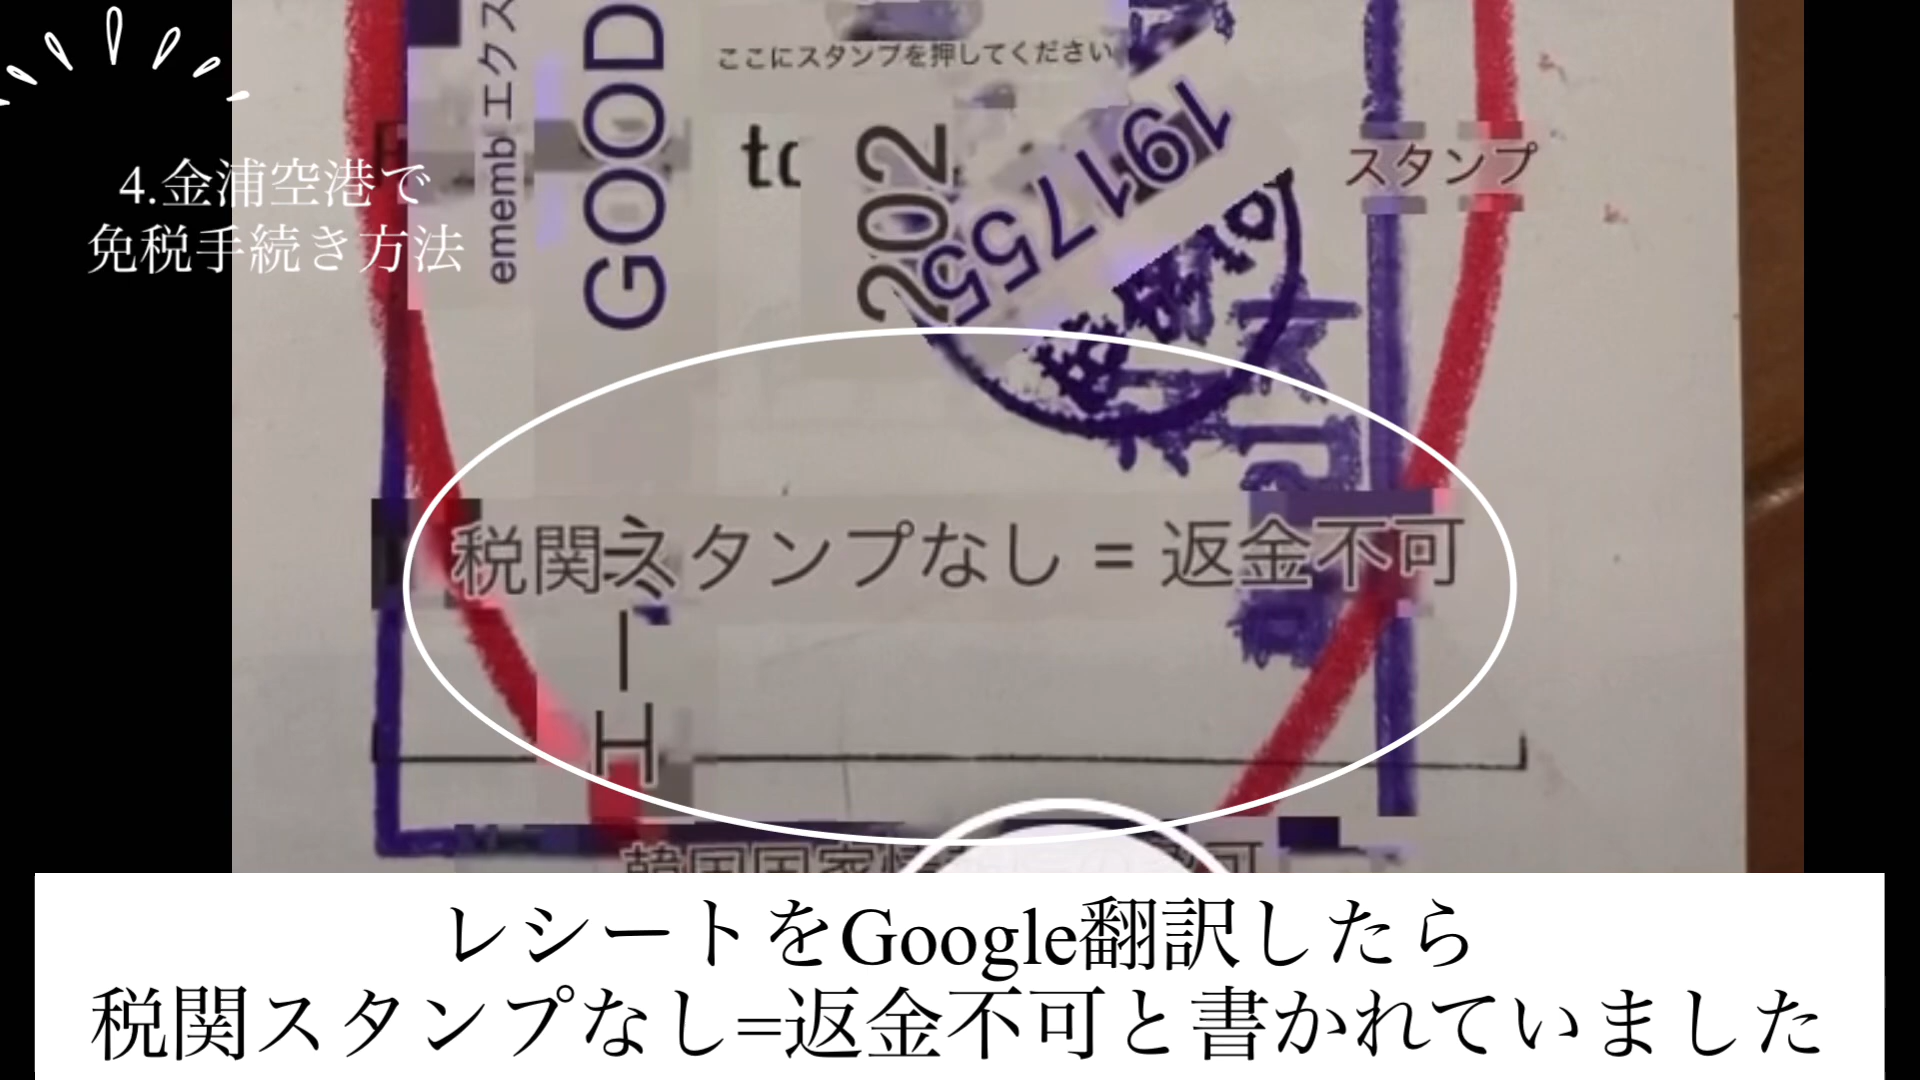 4.金浦空港で
免税手続き方法
ememb エクス
GOOD
ここにスタンプを押してください
to
202
1917555
スタンプ
税関スタンプなし = 返金不可
レシートをGoogle翻訳したら
税関スタンプなし=返金不可と書かれていました